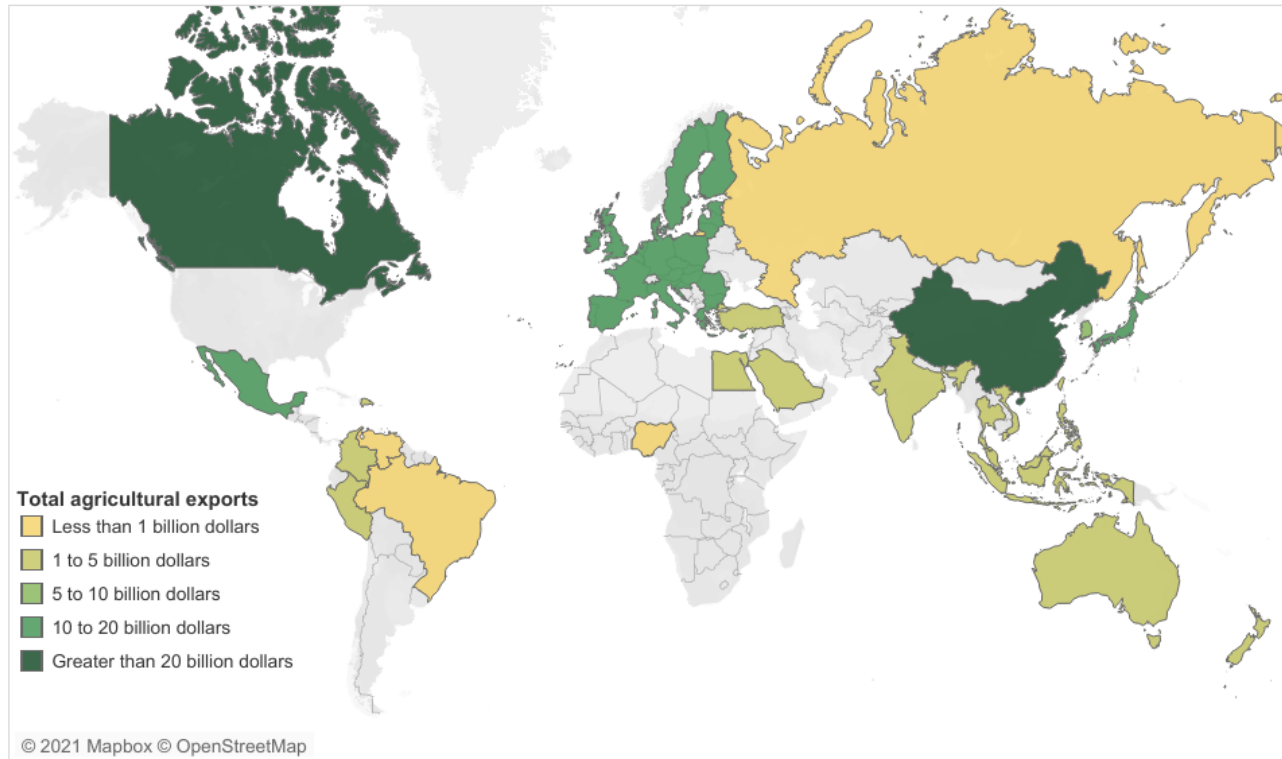 Total agricultural exports
Less than 1 billion dollars
1 to 5 billion dollars
5 to 10 billion dollars
10 to 20 billion dollars
Greater than 20 billion dollars
© 2021 Mapbox © OpenStreetMap